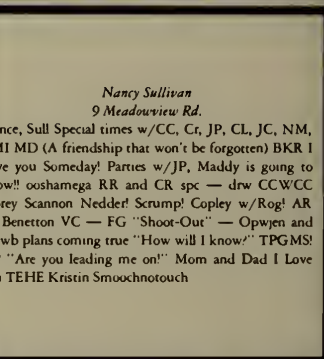 Nancy Sullivan
9 Meadowview Rd.
nce, Sull Special times w/CC, Cr, JP, CL, JC, NM,
MI MD (A friendship that won't be forgotten) BKR I
ve you Someday! Parties w/JP, Maddy is going to
ow!! ooshamega RR and CR spc — drw CCWCC
rey Scannon Nedder! Scrump! Copley w/Rog! AR
Benetton VC — FG "Shoot-Out" — Opwjen and
wb plans coming true "How will I know?" TPGMS!
"Are you leading me on!" Mom and Dad I Love
TEHE Kristin Smoochnotouch